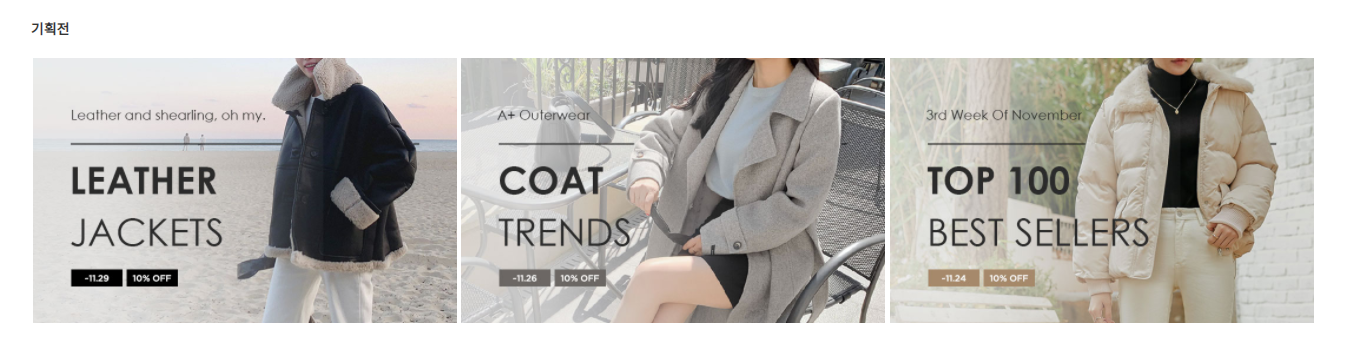 기획전
Leather and shearling, oh my.
LEATHER
JACKETS
-11.29 10% OFF
A+ Outerwear
COAT
TRENDS
-11.26 10% OFF
3rd Week Of November
TOP 100
BEST SELLERS
-11.24 10% OFF